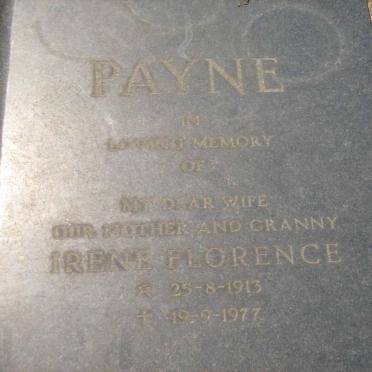 PAYNE
IN
LOVING MEMORY
OF
MY DEAR WIFE
OUR MOTHER AND GRANNY
IRENE FLORENCE
☆ 25-8-1913
✝ 19-9-1977